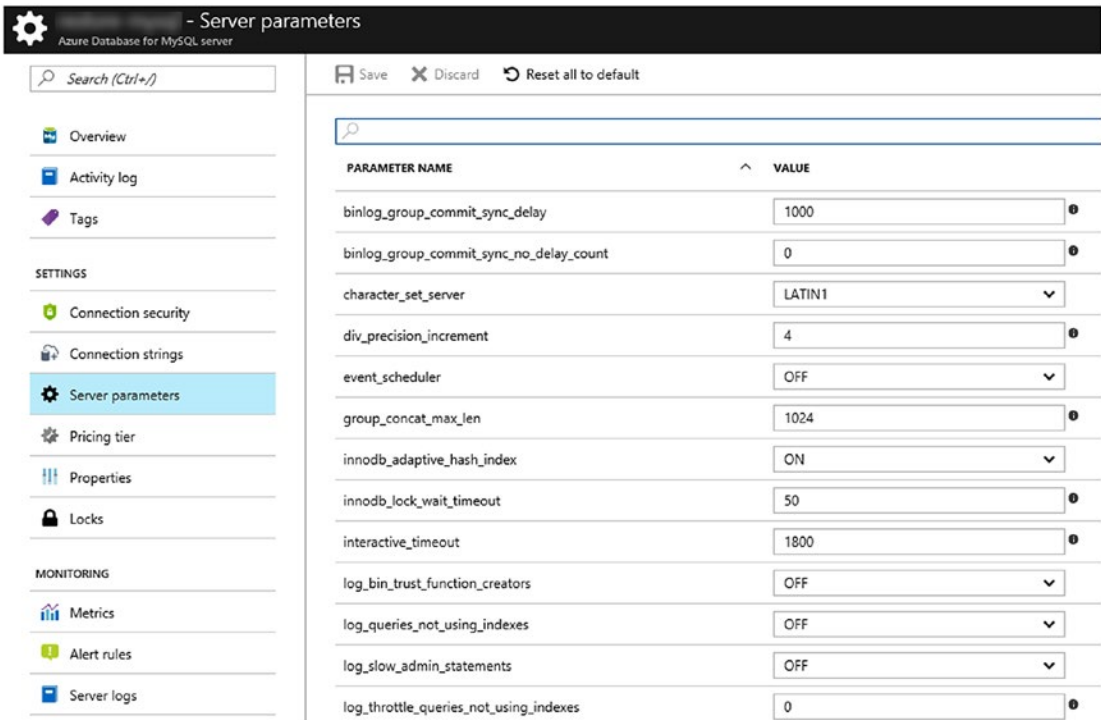 - Server parameters
Azure Database for MySQL server
Search (Ctrl+/)
Overview
Activity log
Tags
SETTINGS
Connection security
Connection strings
Server parameters
Pricing tier
Properties
Locks
MONITORING
Metrics
Alert rules
Server logs
Save Discard Reset all to default
PARAMETER NAME VALUE
binlog_group_commit_sync_delay 1000
binlog_group_commit_sync_no_delay_count 0
character_set_server LATIN1
div_precision_increment 4
event_scheduler OFF
group_concat_max_len 1024
innodb_adaptive_hash_index ON
innodb_lock_wait_timeout 50
interactive_timeout 1800
log_bin_trust_function_creators OFF
log_queries_not_using_indexes OFF
log_slow_admin_statements OFF
log_throttle_queries_not_using_indexes 0